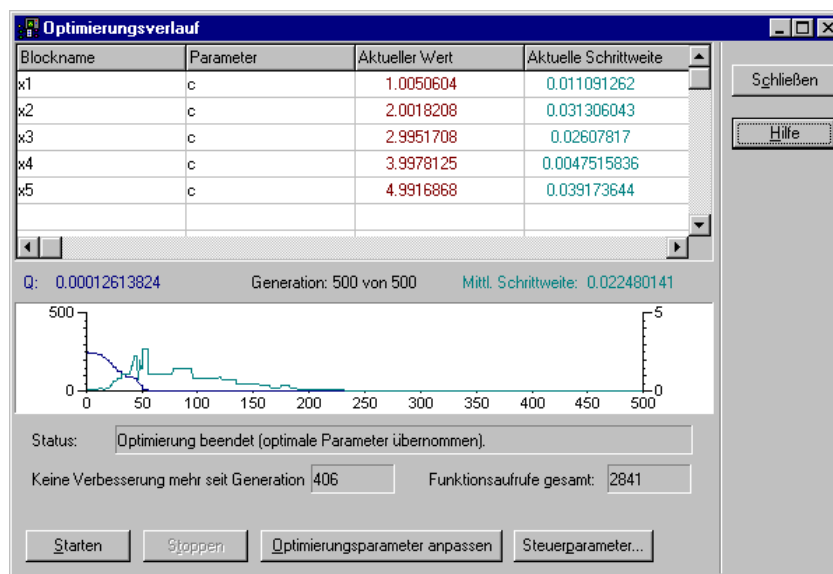 Optimierungsverlauf
Blockname Parameter Aktueller Wert Aktuelle Schrittweite
x1 c 1.0050604 0.011091262
x2 c 2.0018208 0.031306043
x3 c 2.9951708 0.02607817
x4 c 3.9978125 0.0047515836
x5 c 4.9916868 0.039173644
Schließen
Hilfe
Q: 0.00012613824 Generation: 500 von 500 Mittl. Schrittweite: 0.022480141
500 5
0 0
0 50 100 150 200 250 300 350 400 450 500
Status: Optimierung beendet (optimale Parameter übernommen).
Keine Verbesserung mehr seit Generation 406 Funktionsaufrufe gesamt: 2841
Starten Stoppen Optimierungsparameter anpassen Steuerparameter...